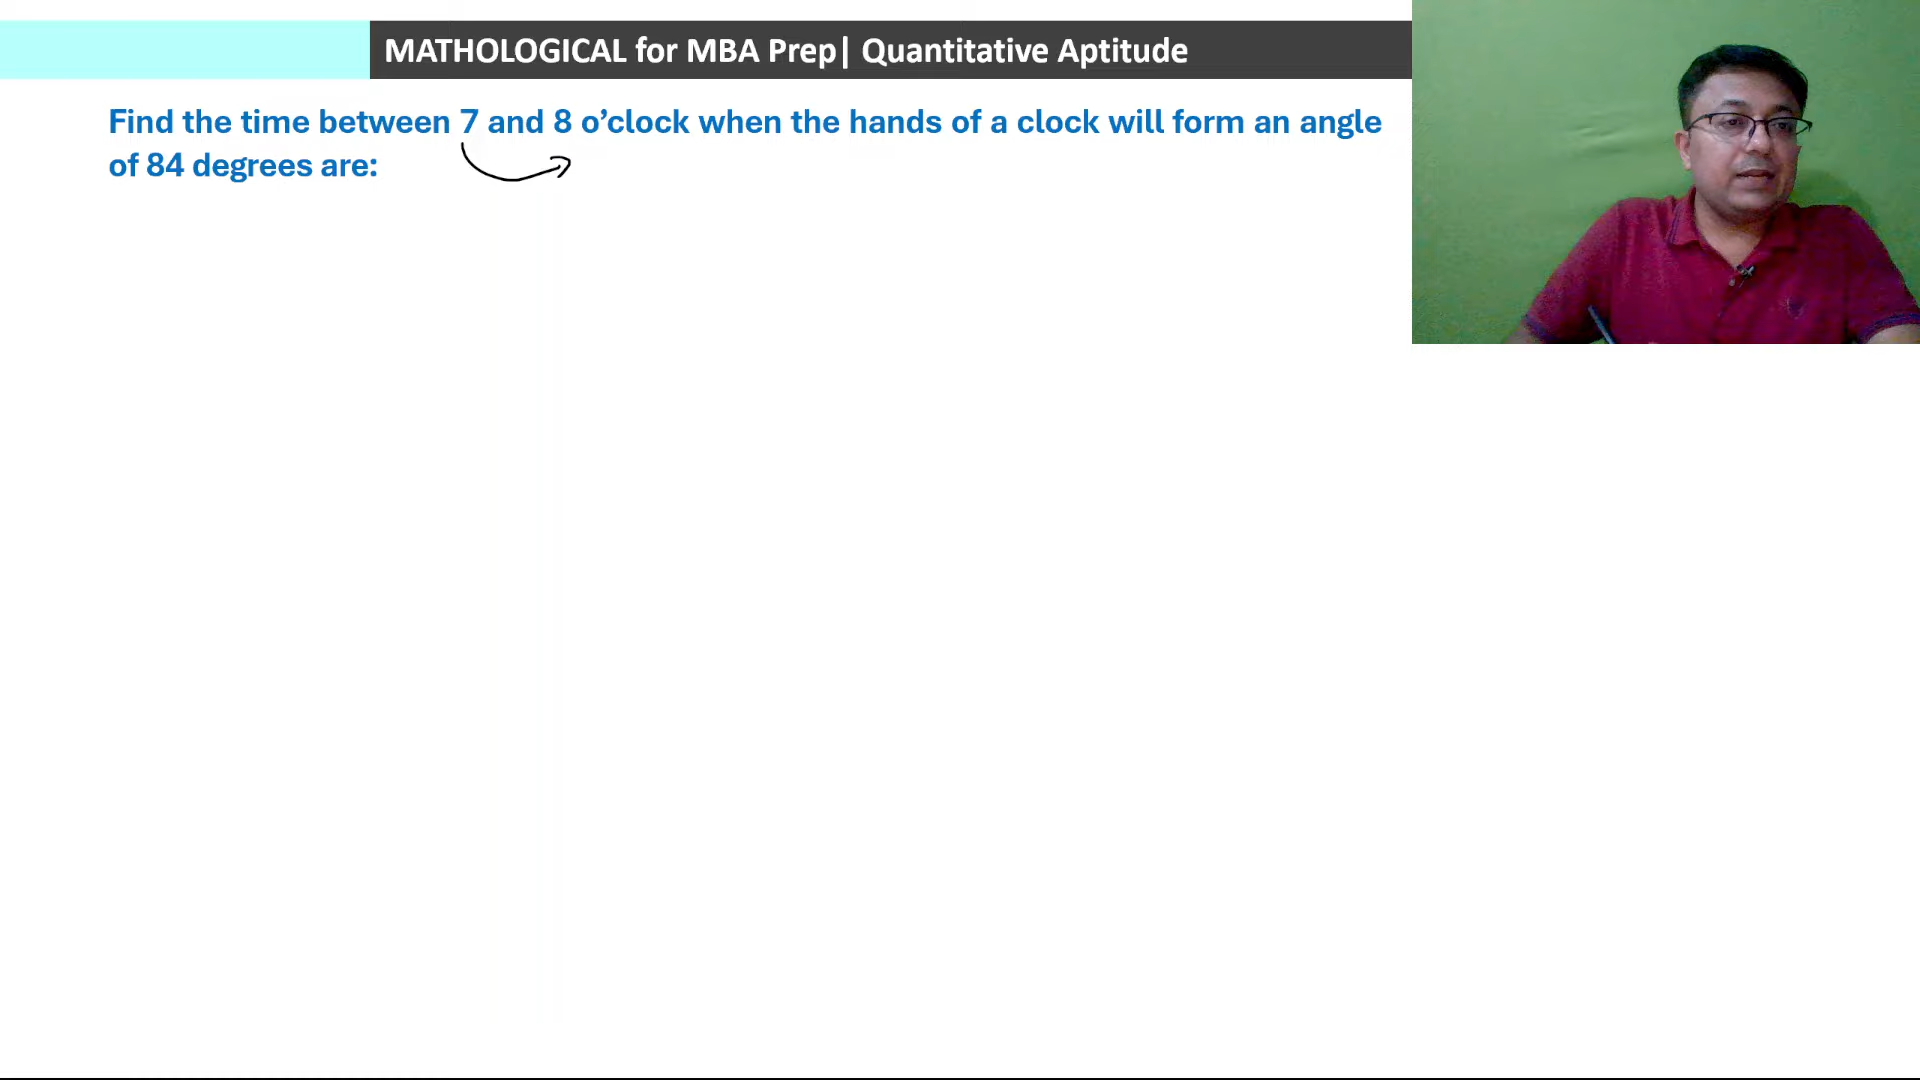 MATHOLOGICAL for MBA Prep| Quantitative Aptitude
Find the time between 7 and 8 o’clock when the hands of a clock will form an angle
of 84 degrees are: